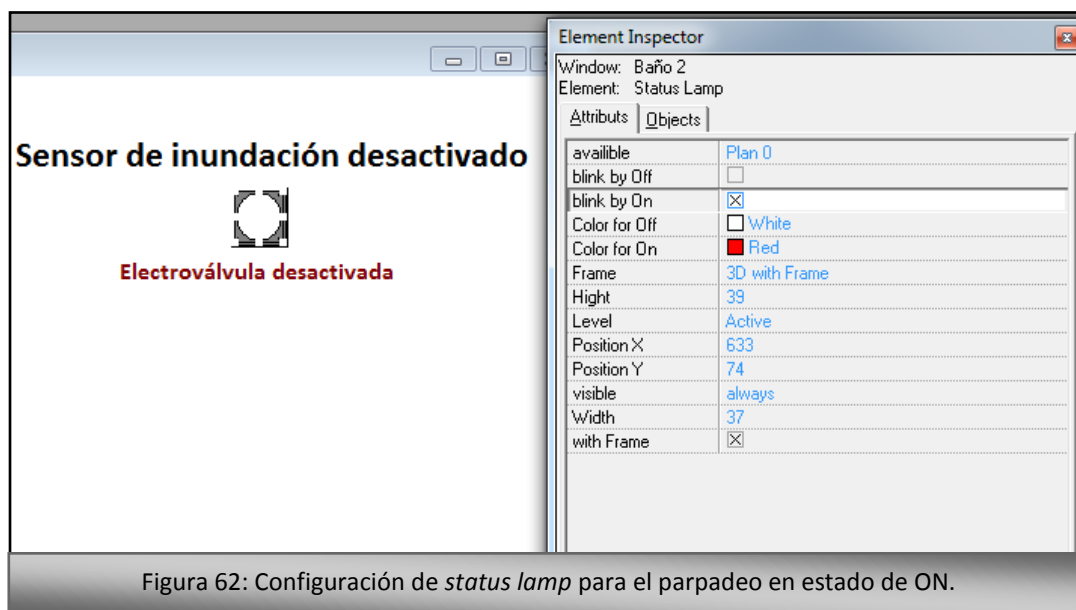 Element Inspector
Window: Baño 2
Element: Status Lamp
Attributs Objects
Sensor de inundación desactivado
Electroválvula desactivada
availible Plan 0
blink by Off
blink by On
Color for Off White
Color for On Red
Frame 3D with Frame
Hight 39
Level Active
Position X 633
Position Y 74
visible always
Width 37
with Frame
Figura 62: Configuración de status lamp para el parpadeo en estado de ON.